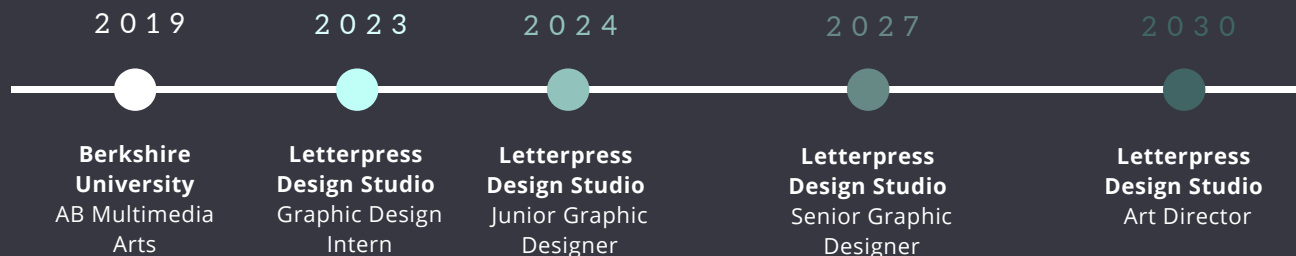 2019
2023
2024
2027
2030
Berkshire
University
AB Multimedia
Arts
Letterpress
Design Studio
Graphic Design
Intern
Letterpress
Design Studio
Junior Graphic
Designer
Letterpress
Design Studio
Senior Graphic
Designer
Letterpress
Design Studio
Art Director